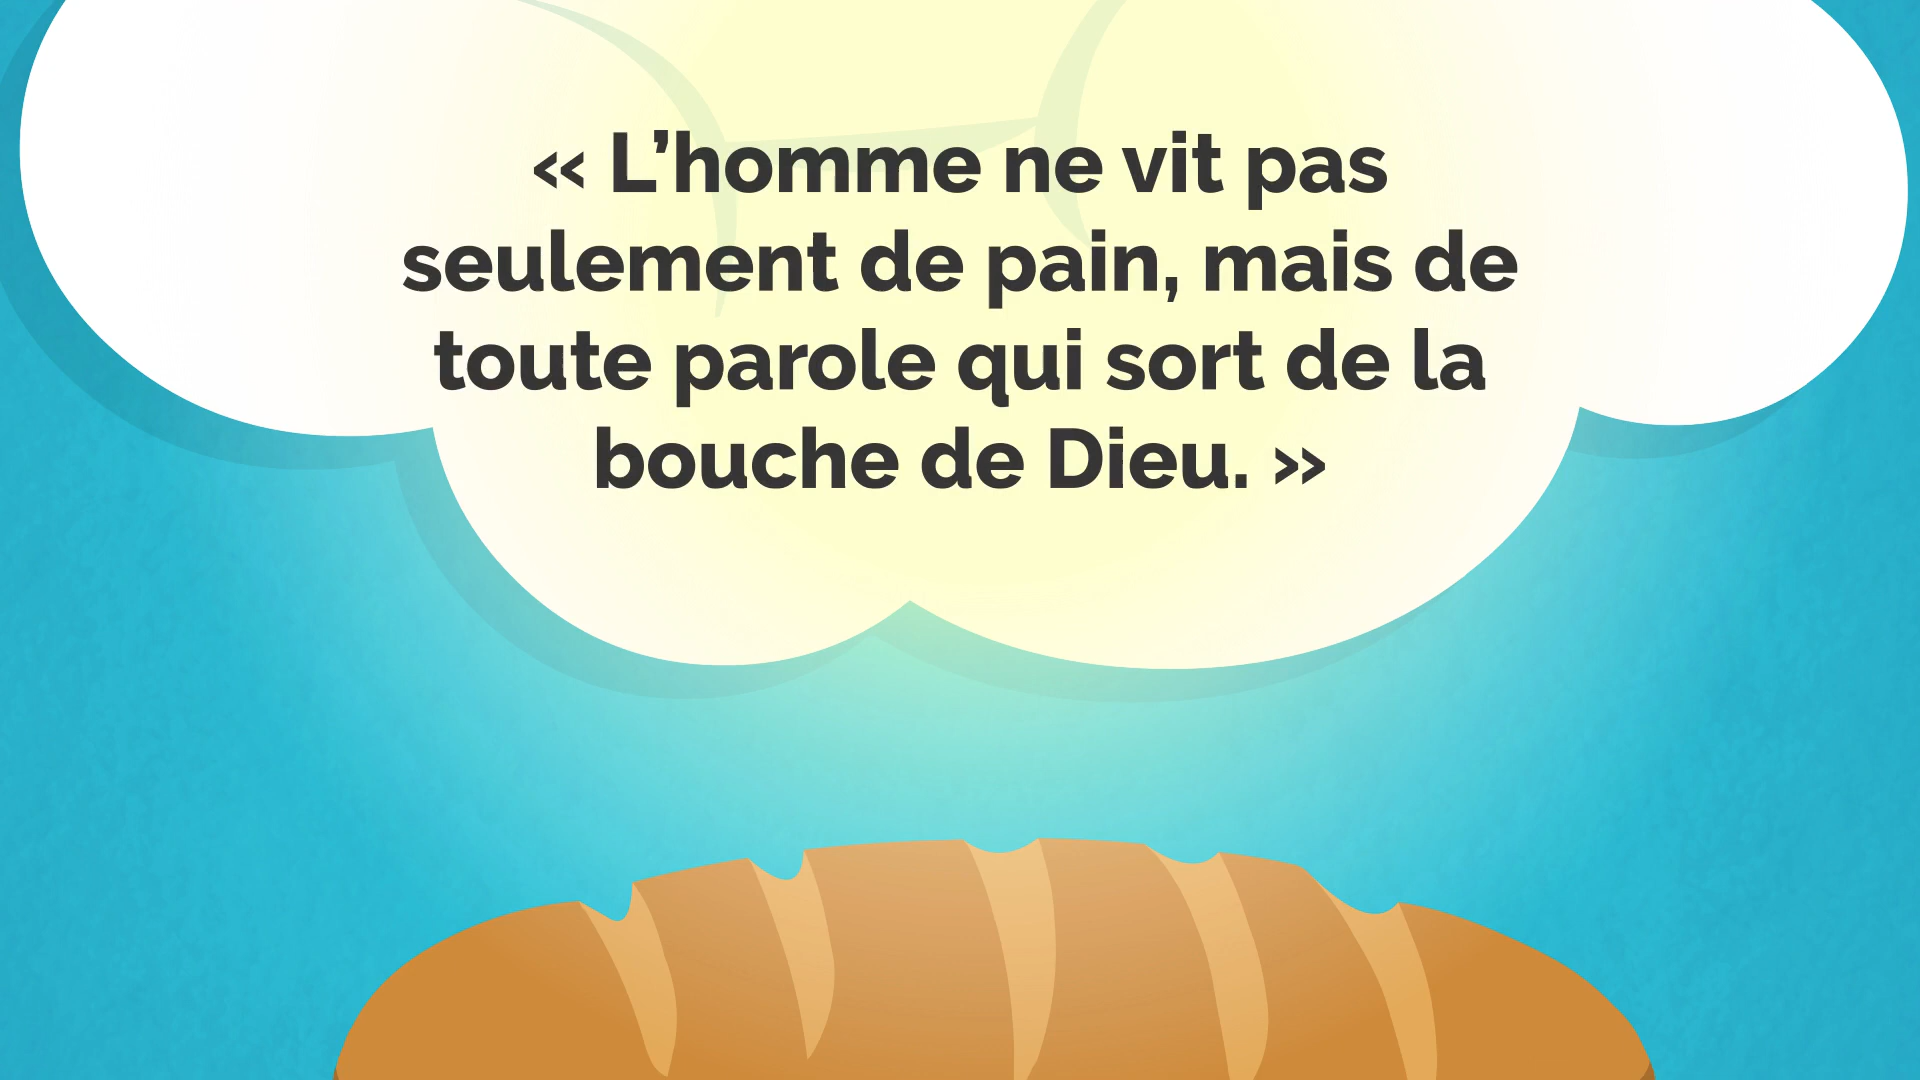 « L’homme ne vit pas
seulement de pain, mais de
toute parole qui sort de la
bouche de Dieu. »